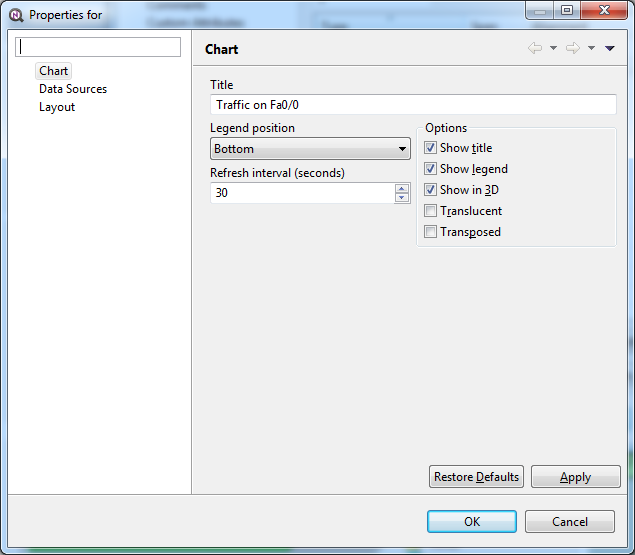 Properties for
Chart
Data Sources
Layout
Chart
Title
Traffic on Fa0/0
Legend position
Bottom
Refresh interval (seconds)
30
Options
Show title
Show legend
Show in 3D
Translucent
Transposed
Restore Defaults
Apply
OK
Cancel